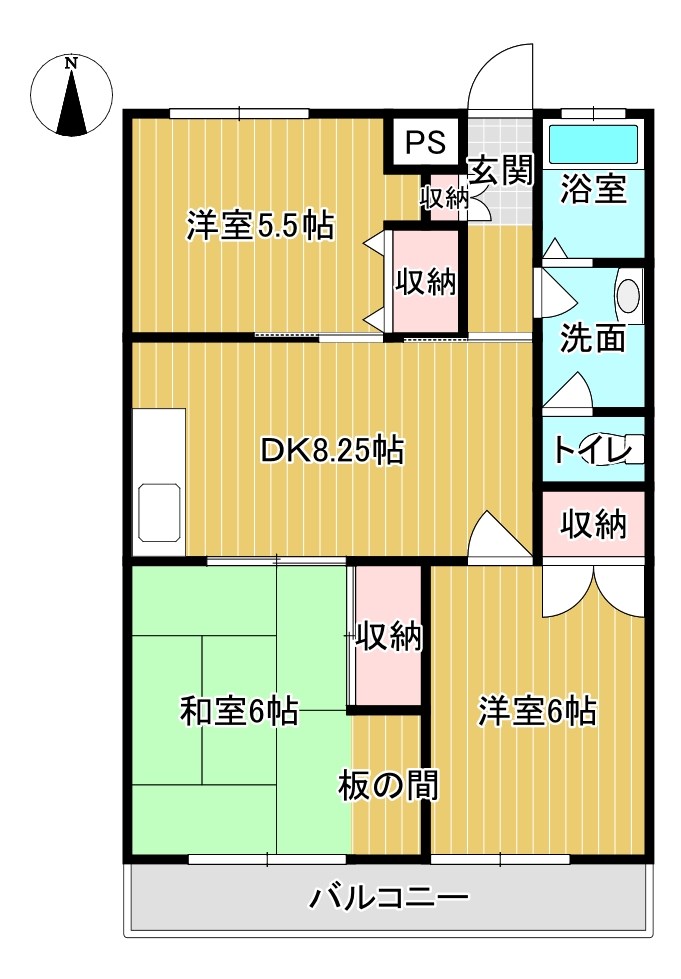 N
PS
玄関
収納
浴室
洋室5.5帖
収納
洗面
DK8.25帖
トイレ
収納
収納
和室6帖
洋室6帖
板の間
バルコニー